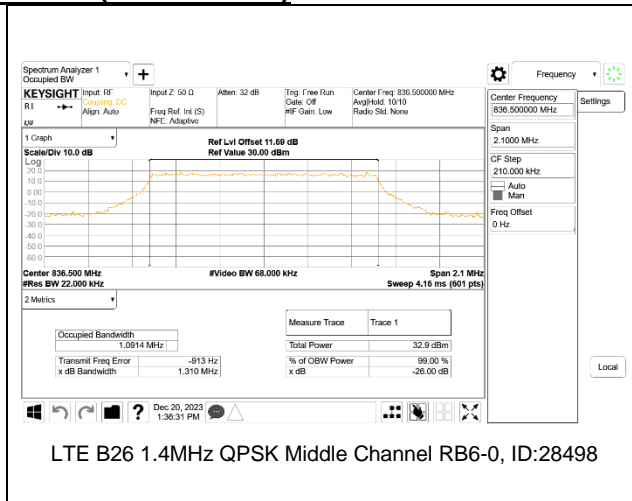 Spectrum Analyzer 1
Occupied BW
KEYSIGHT
Input: RF
Coupling: DC
Align: Auto
Input Z: 50 Ω
Freq Ref: Int (S)
NFE: Adaptive
Atten: 32 dB
Trig: Free Run
Gate: Off
#IF Gain: Low
Center Freq: 836.500000 MHz
Avg|Hold: 10/10
Radio Std: None
1 Graph
Scale/Div 10.0 dB
Ref Lvl Offset 11.69 dB
Ref Value 30.00 dBm
Log
20.0
10.0
0.00
-10.0
-20.0
-30.0
-40.0
-50.0
-60.0
Center 836.500 MHz
#Res BW 22.000 kHz
#Video BW 68.000 kHz
Span 2.1 MHz
Sweep 4.16 ms (601 pts)
2 Metrics
Occupied Bandwidth
1.0914 MHz
Transmit Freq Error -913 Hz
x dB Bandwidth 1.310 MHz
Measure Trace Trace 1
Total Power 32.9 dBm
% of OBW Power 99.00 %
x dB -26.00 dB
Dec 20, 2023
1:36:31 PM
Frequency
Settings
Center Frequency
836.500000 MHz
Span
2.1000 MHz
CF Step
210.000 kHz
Auto
Man
Freq Offset
0 Hz
Local
LTE B26 1.4MHz QPSK Middle Channel RB6-0, ID:28498